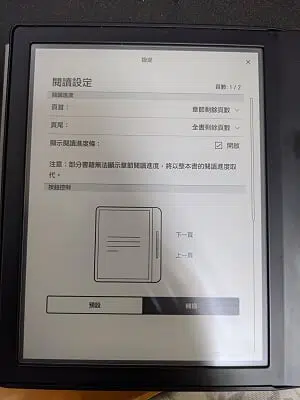 設定
×
閱讀設定
頁數：1 / 2
閱讀進度
頁首：
章節剩餘頁數
頁尾：
全書剩餘頁數
顯示閱讀進度條：
開啟
注意：部分書籍無法顯示章節閱讀進度，將以整本書的閱讀進度取
代。
按鈕控制
下一頁
上一頁
預設